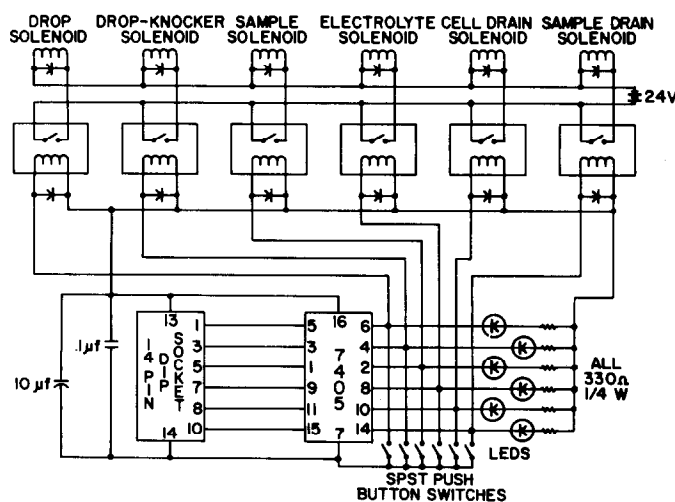 DROP SOLENOID
DROP-KNOCKER SOLENOID
SAMPLE SOLENOID
ELECTROLYTE SOLENOID
CELL DRAIN SOLENOID
SAMPLE DRAIN SOLENOID
24V
.1μf
10μf
13
14 PIN
DIP
SOCKET
14
1
3
5
7
8
10
5
3
1
9
11
15
16
7405
7
6
4
2
8
10
14
ALL
330Ω
1/4 W
LEDS
SPST PUSH
BUTTON SWITCHES